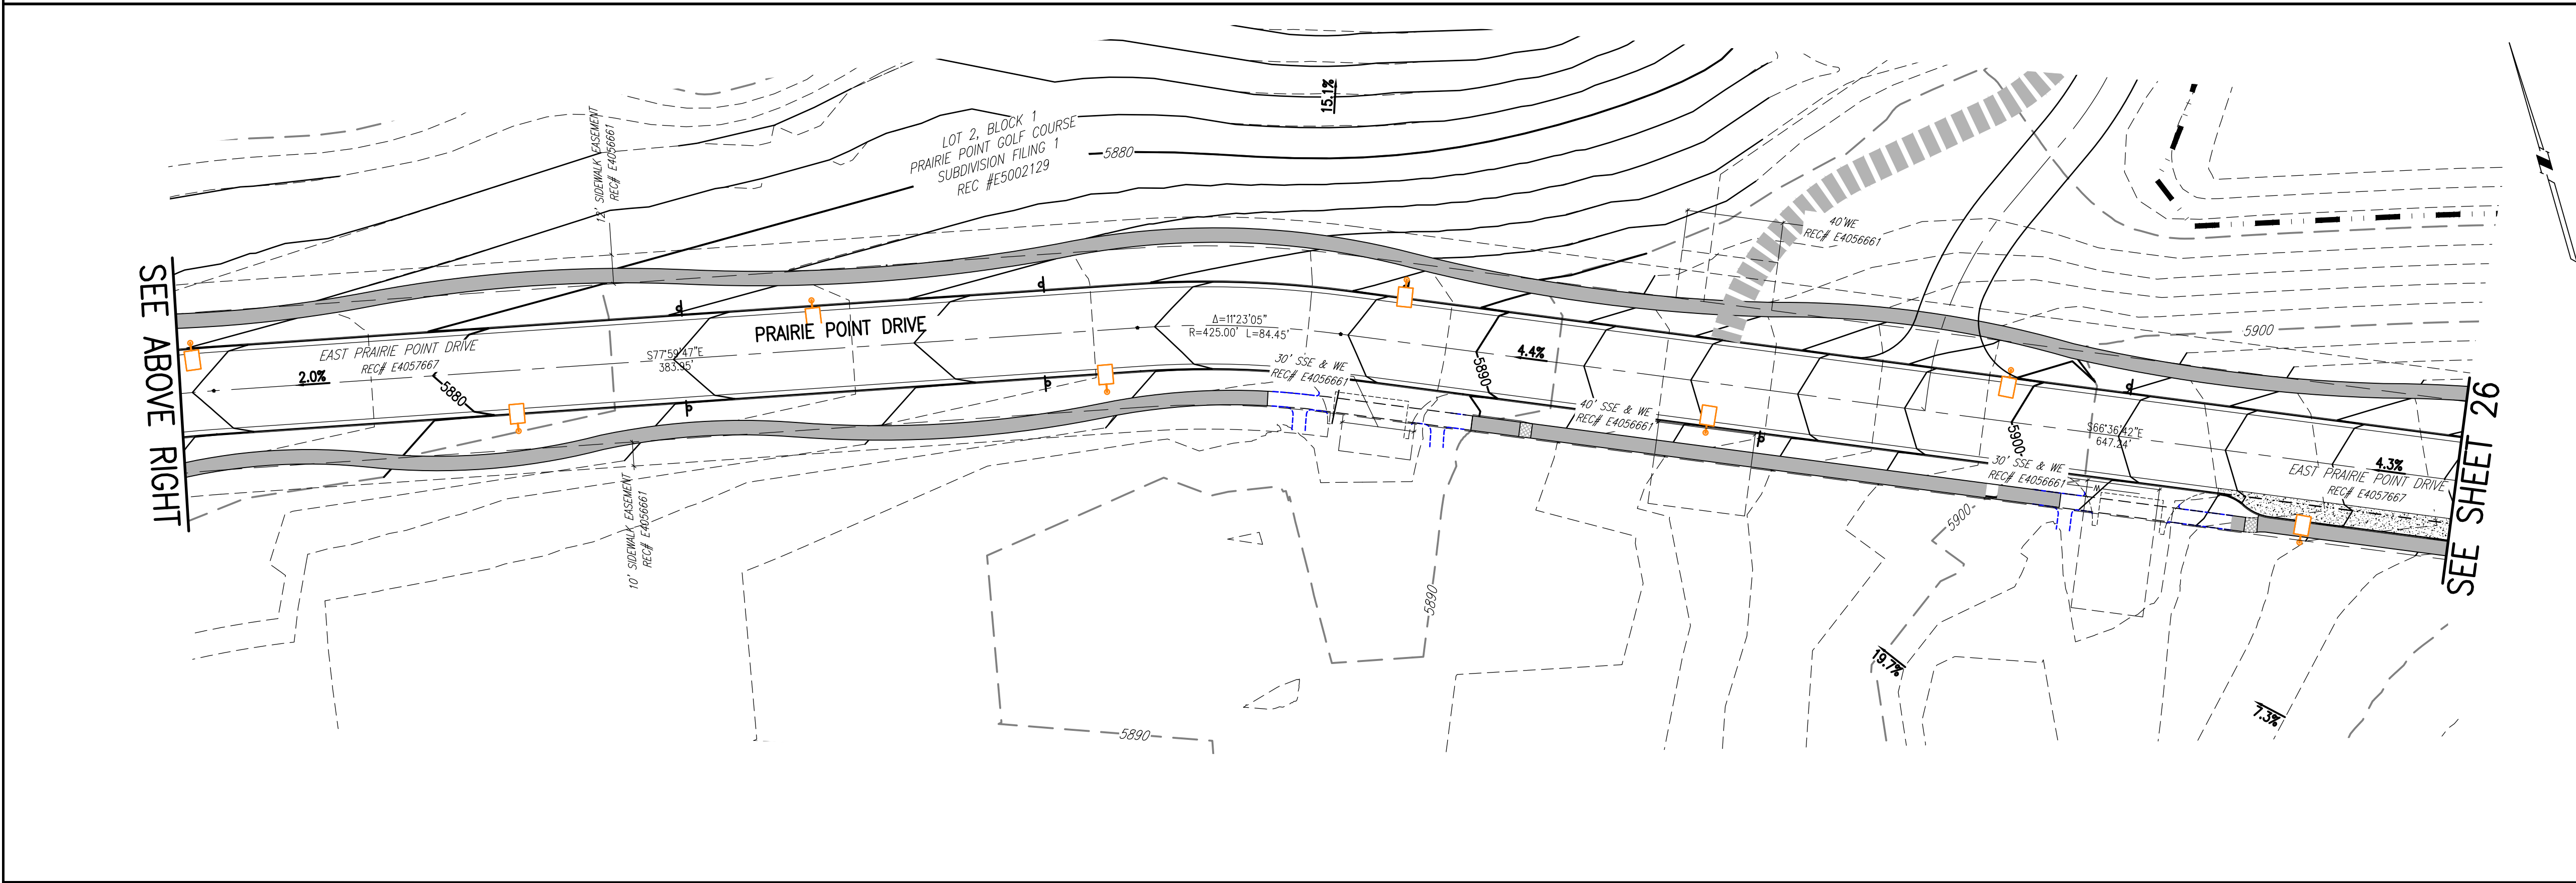 SEE ABOVE RIGHT
12' SIDEWALK EASEMENT
REC# E4056661
LOT 2, BLOCK 1
PRAIRIE POINT GOLF COURSE
SUBDIVISION FILING 1
REC #E5002129
5880
15.1%
40'WE
REC# E4056661
5900
EAST PRAIRIE POINT DRIVE
REC# E4057667
2.0%
5880
S77°59'47"E
383.95'
PRAIRIE POINT DRIVE
Δ=11°23'05"
R=425.00' L=84.45'
30' SSE & WE
REC# E4056661
5890
4.4%
40' SSE & WE
REC# E4056661
5900
S66°36'42"E
647.24'
30' SSE & WE
REC# E4056661
4.3%
EAST PRAIRIE POINT DRIVE
REC# E4057667
SEE SHEET 26
10' SIDEWALK EASEMENT
REC# E4056661
5890
5890
5900
19.7%
7.3%